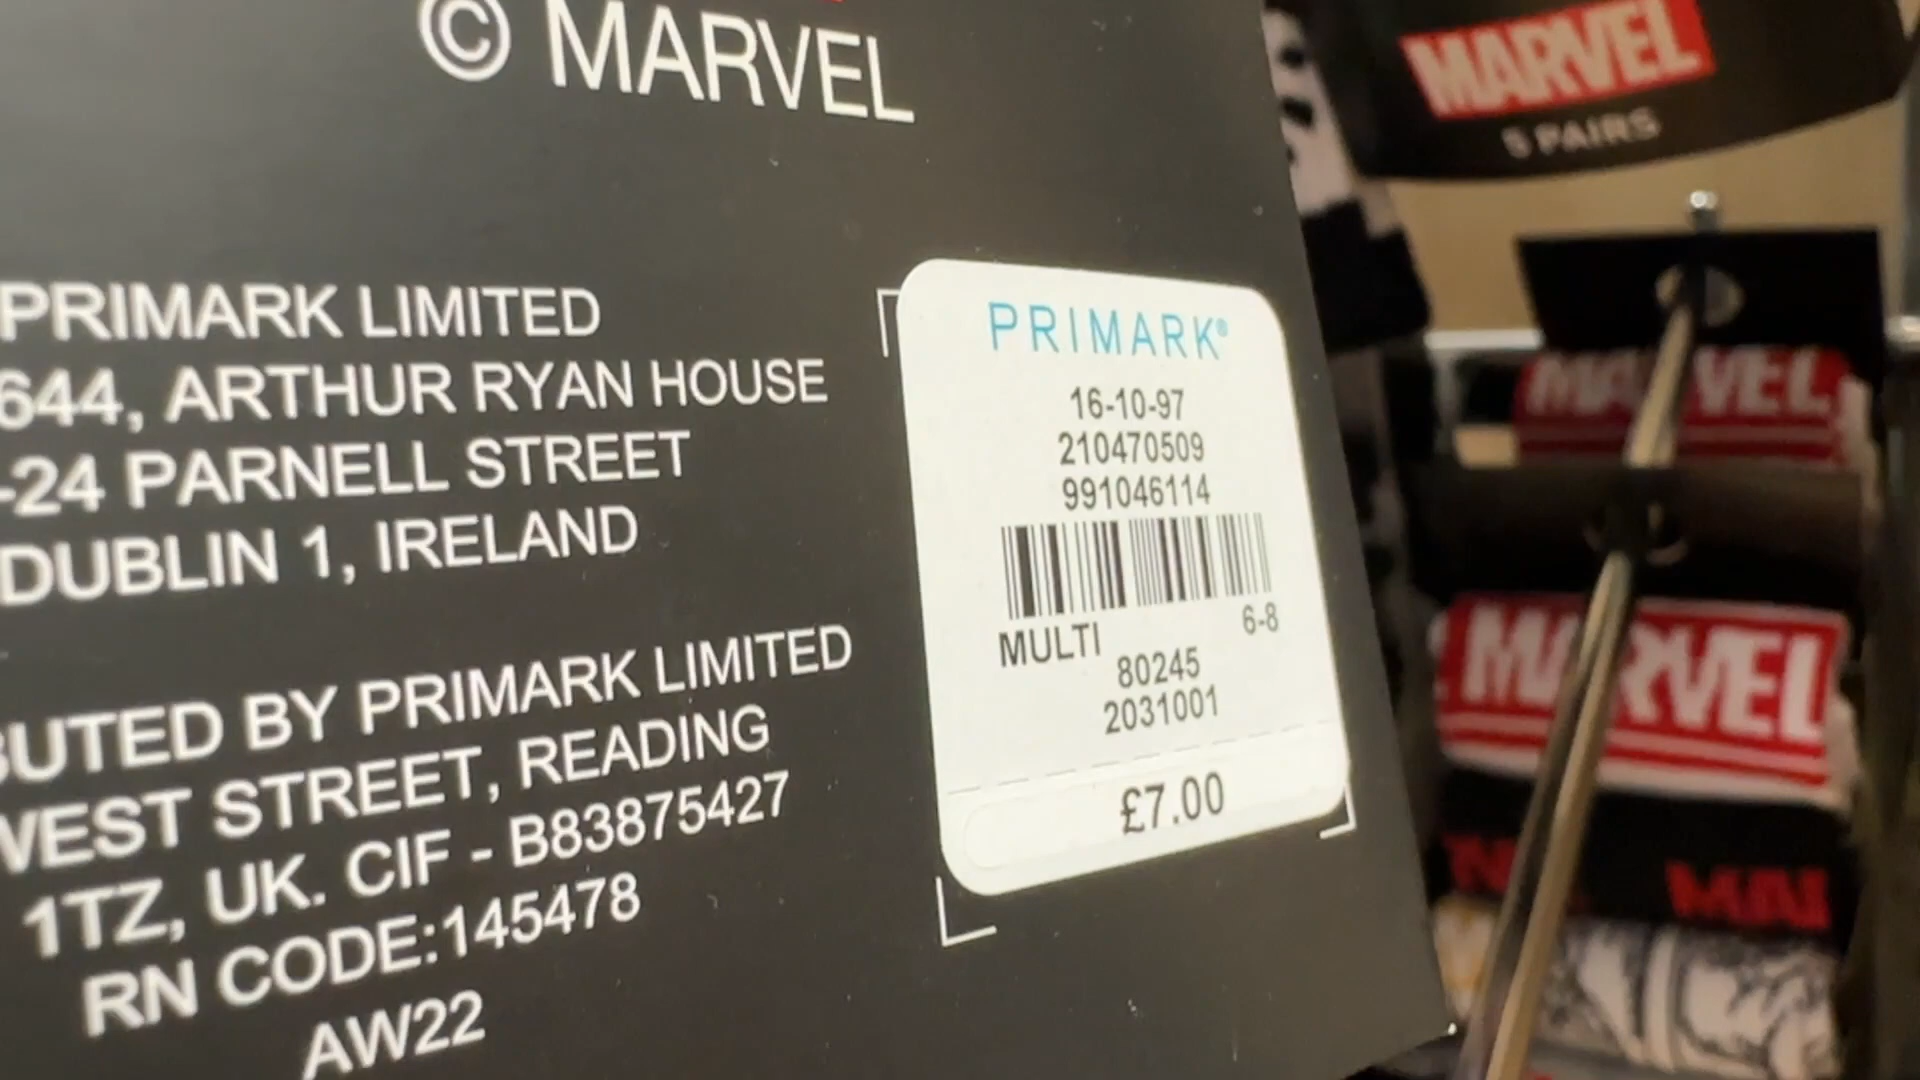 © MARVEL
PRIMARK LIMITED
644, ARTHUR RYAN HOUSE
-24 PARNELL STREET
DUBLIN 1, IRELAND
BUTED BY PRIMARK LIMITED
WEST STREET, READING
1TZ, UK. CIF - B83875427
RN CODE:145478
AW22
PRIMARK®
16-10-97
210470509
991046114
MULTI 6-8
80245
2031001
£7.00
MARVEL
5 PAIRS
MARVEL
MARVEL